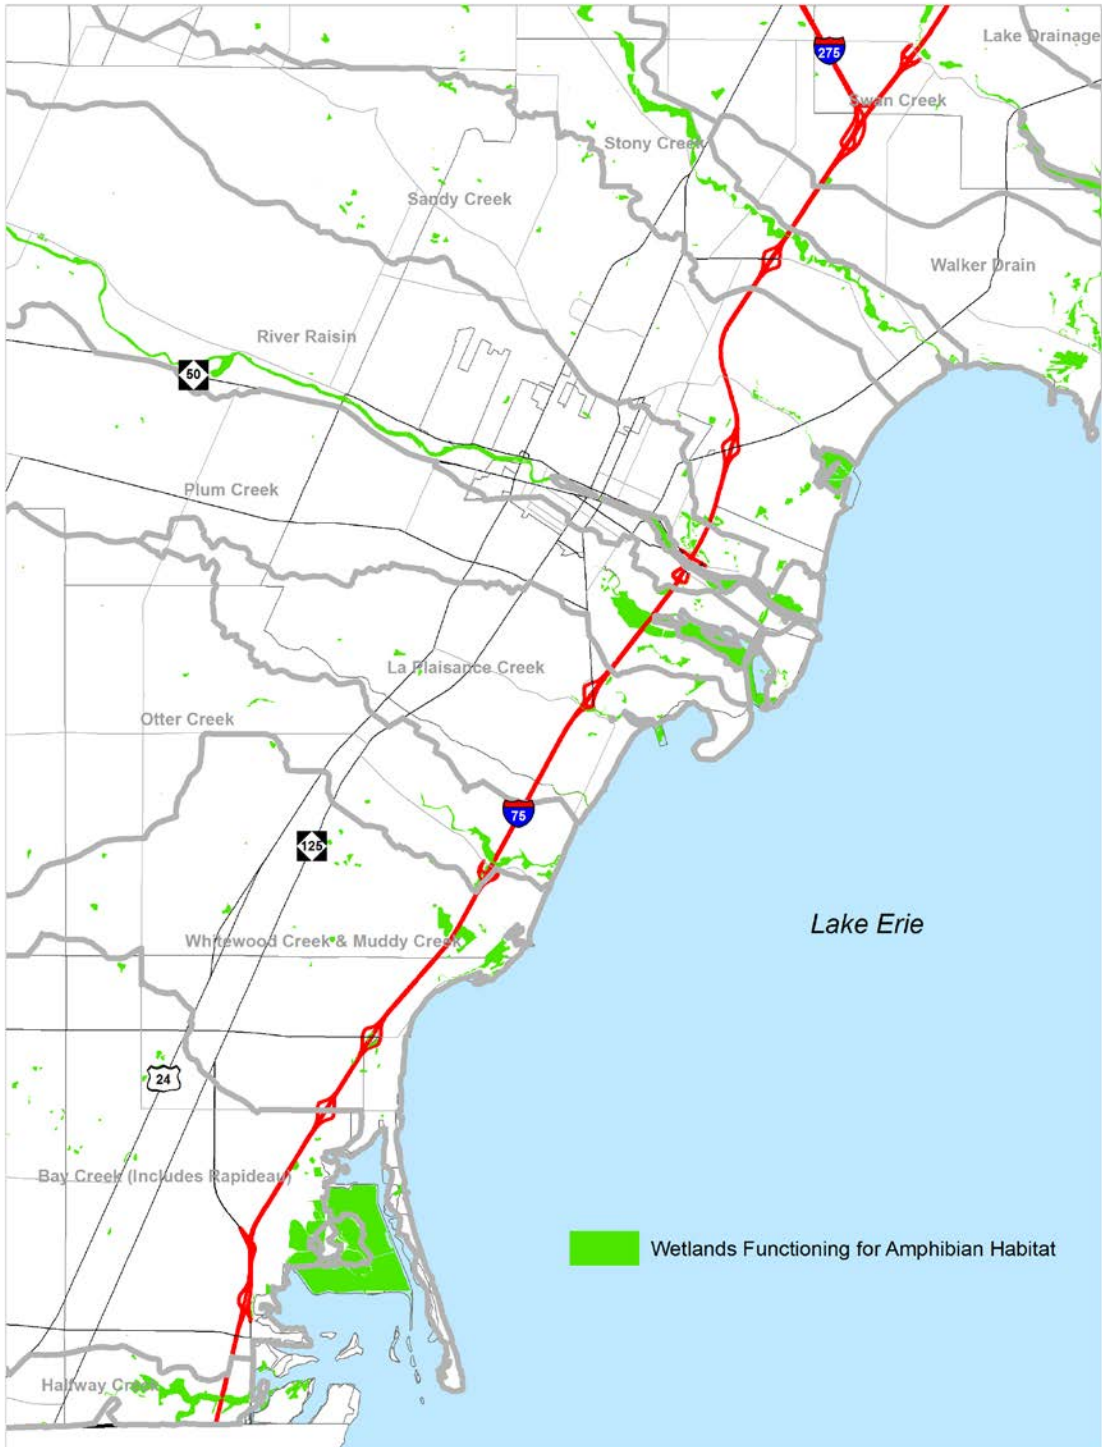 Lake Drainage
275
Swan Creek
Stony Creek
Sandy Creek
Walker Drain
River Raisin
50
Plum Creek
La Plaisance Creek
Otter Creek
75
125
Lake Erie
Whitewood Creek & Muddy Creek
24
Bay Creek (Includes Rapideau)
Wetlands Functioning for Amphibian Habitat
Halfway Creek